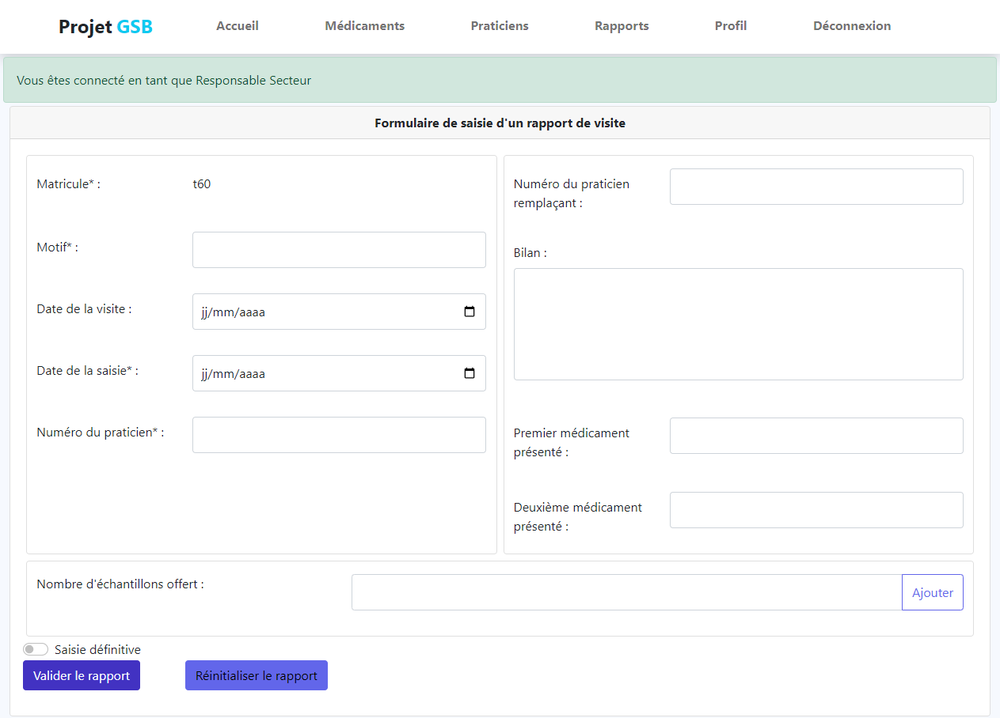 Projet GSB
Accueil
Médicaments
Praticiens
Rapports
Profil
Déconnexion
Vous êtes connecté en tant que Responsable Secteur
Formulaire de saisie d'un rapport de visite
Matricule* :
t60
Motif* :
Date de la visite :
jj/mm/aaaa
Date de la saisie* :
jj/mm/aaaa
Numéro du praticien* :
Numéro du praticien
remplaçant :
Bilan :
Premier médicament
présenté :
Deuxième médicament
présenté :
Nombre d'échantillons offert :
Ajouter
Saisie définitive
Valider le rapport
Réinitialiser le rapport